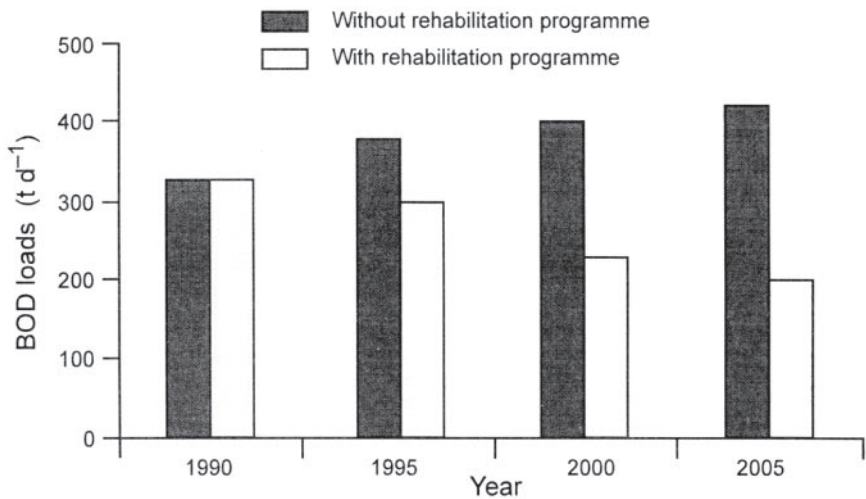 Without rehabilitation programme
With rehabilitation programme
500
400
300
200
100
0
BOD loads (t d⁻¹)
1990 1995 2000 2005
Year